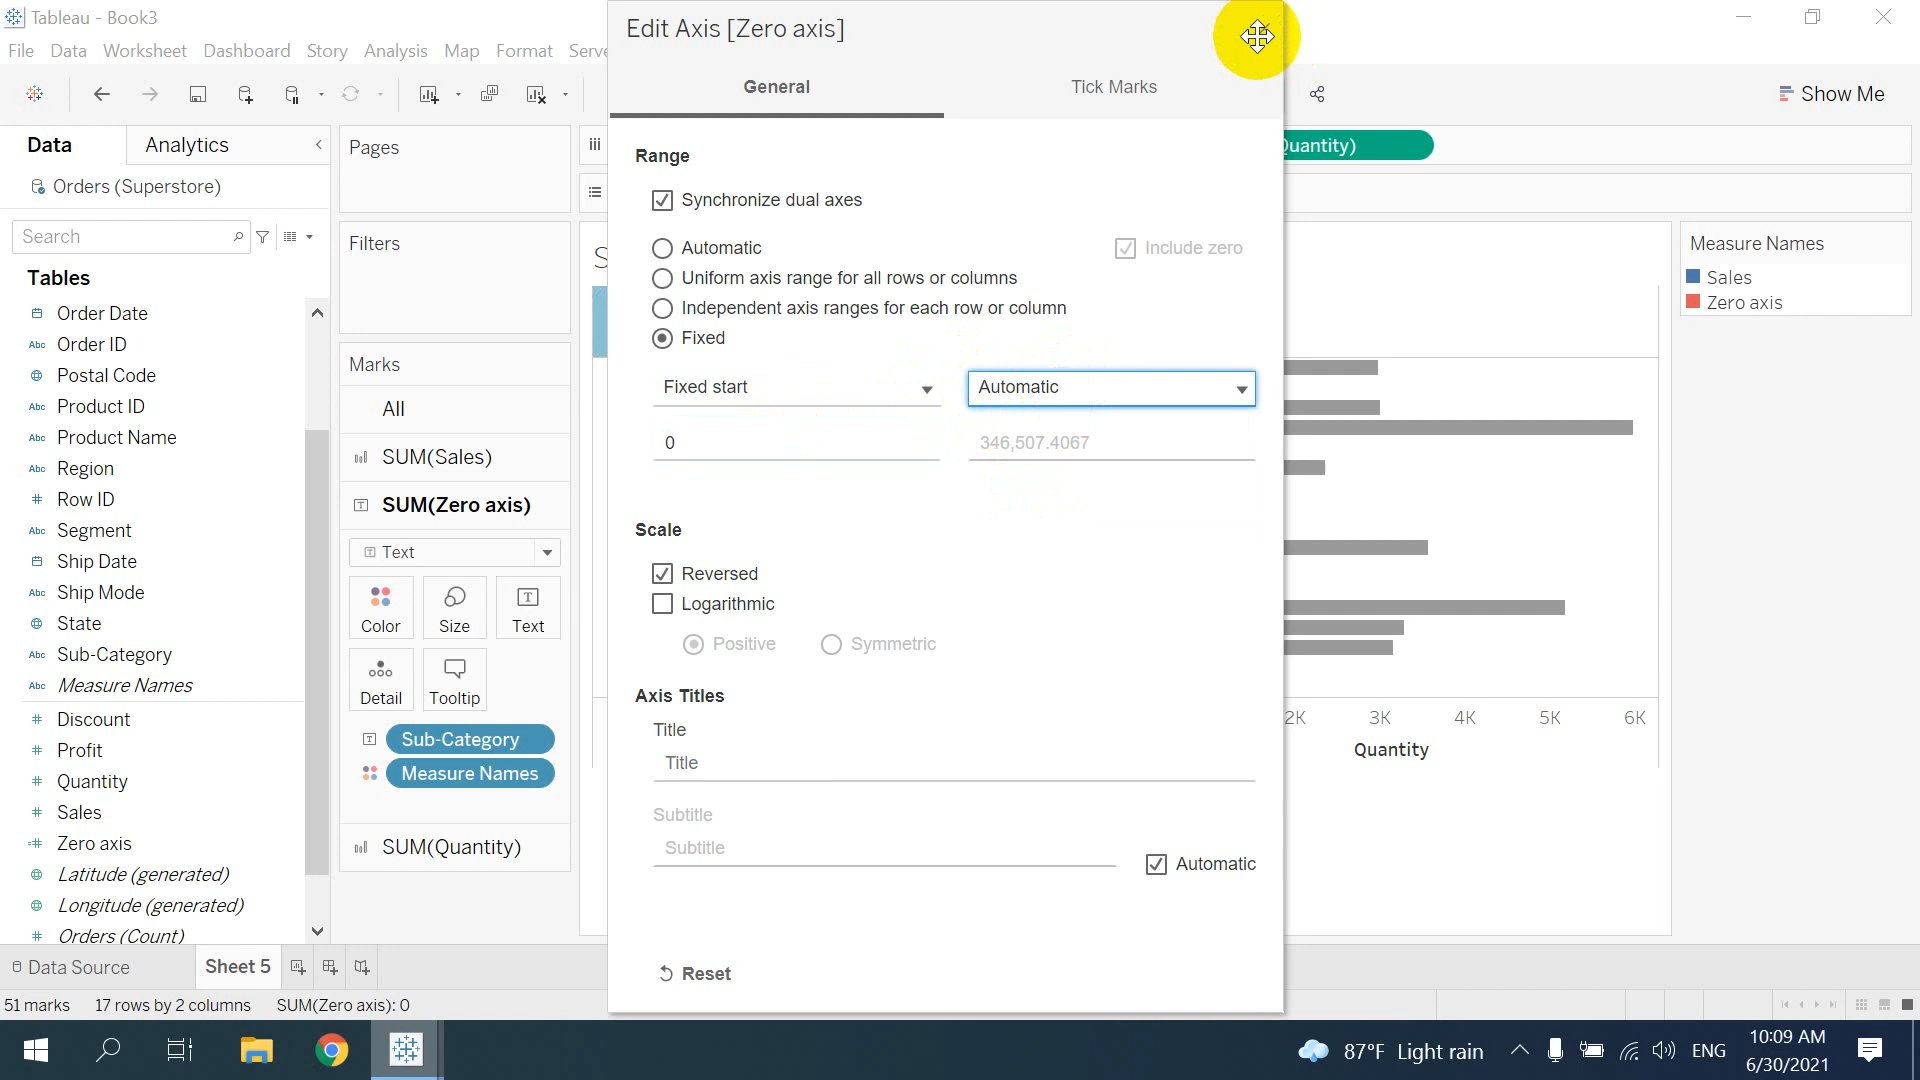 Tableau - Book3
File Data Worksheet Dashboard Story Analysis Map Format Serve
Show Me
Data Analytics
Orders (Superstore)
Search
Tables
Order Date
Abc Order ID
Postal Code
Abc Product ID
Abc Product Name
Abc Region
# Row ID
Abc Segment
Ship Date
Abc Ship Mode
State
Abc Sub-Category
Abc Measure Names
# Discount
# Profit
# Quantity
# Sales
=# Zero axis
Latitude (generated)
Longitude (generated)
# Orders (Count)
Pages
Filters
Marks
All
SUM(Sales)
SUM(Zero axis)
Text
Color Size Text
Detail Tooltip
Sub-Category
Measure Names
SUM(Quantity)
Edit Axis [Zero axis]
General Tick Marks
Range
Synchronize dual axes
Automatic Include zero
Uniform axis range for all rows or columns
Independent axis ranges for each row or column
Fixed
Fixed start Automatic
0 346,507.4067
Scale
Reversed
Logarithmic
Positive Symmetric
Axis Titles
Title
Title
Subtitle
Subtitle
Automatic
Reset
uantity)
S
2K 3K 4K 5K 6K
Quantity
Measure Names
Sales
Zero axis
Data Source Sheet 5
51 marks 17 rows by 2 columns SUM(Zero axis): 0
87°F Light rain ENG
10:09 AM
6/30/2021